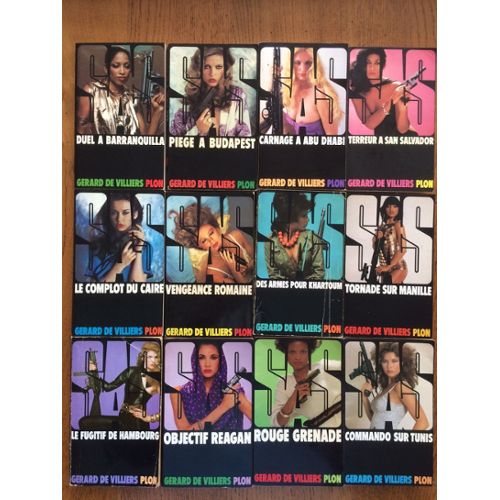 SAS SAS SAS SAS
DUEL A BARRANQUILLA PIEGE A BUDAPEST CARNAGE A ABU DHABI TERREUR A SAN SALVADOR
GERARD DE VILLIERS PLON GERARD DE VILLIERS PLON GERARD DE VILLIERS PLON GERARD DE VILLIERS PLON
SAS SAS SAS SAS
LE COMPLOT DU CAIRE VENGEANCE ROMAINE DES ARMES POUR KHARTOUM TORNADE SUR MANILLE
GERARD DE VILLIERS PLON GERARD DE VILLIERS PLON GERARD DE VILLIERS PLON GERARD DE VILLIERS PLON
SAS SAS SAS SAS
LE FUGITIF DE HAMBOURG OBJECTIF REAGAN ROUGE GRENADE COMMANDO SUR TUNIS
GERARD DE VILLIERS PLON GERARD DE VILLIERS PLON GERARD DE VILLIERS PLON GERARD DE VILLIERS PLON